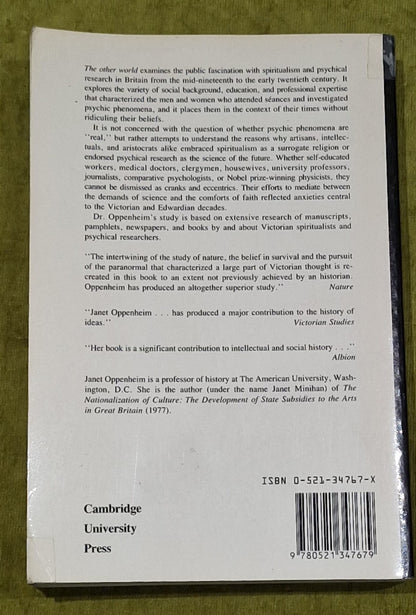 The other world examines the public fascination with spiritualism and psychical
research in Britain from the mid-nineteenth to the early twentieth century. It
explores the variety of social background, education, and professional expertise
that characterized the men and women who attended séances and investigated
psychic phenomena, and it places them in the context of their times without
ridiculing their beliefs.
It is not concerned with the question of whether psychic phenomena are
"real," but rather attempts to understand the reasons why artisans, intellec-
tuals, and aristocrats alike embraced spiritualism as a surrogate religion or
endorsed psychical research as the science of the future. Whether self-educated
workers, medical doctors, clergymen, housewives, university professors,
journalists, comparative psychologists, or Nobel prize-winning physicists, they
cannot be dismissed as cranks and eccentrics. Their efforts to mediate between
the demands of science and the comforts of faith reflected anxieties central
to the Victorian and Edwardian decades.
Dr. Oppenheim's study is based on extensive research of manuscripts,
pamphlets, newspapers, and books by and about Victorian spiritualists and
psychical researchers.
"The intertwining of the study of nature, the belief in survival and the pursuit
of the paranormal that characterized a large part of Victorian thought is re-
created in this book to an extent not previously achieved by an historian.
Oppenheim has produced an altogether superior study." Nature
"Janet Oppenheim . . . has produced a major contribution to the history of
ideas." Victorian Studies
"Her book is a significant contribution to intellectual and social history . . ."
Albion
Janet Oppenheim is a professor of history at The American University, Wash-
ington, D.C. She is the author (under the name Janet Minihan) of The
Nationalization of Culture: The Development of State Subsidies to the Arts
in Great Britain (1977).
ISBN 0-521-34767-X
Cambridge
University
Press
9 780521 347679